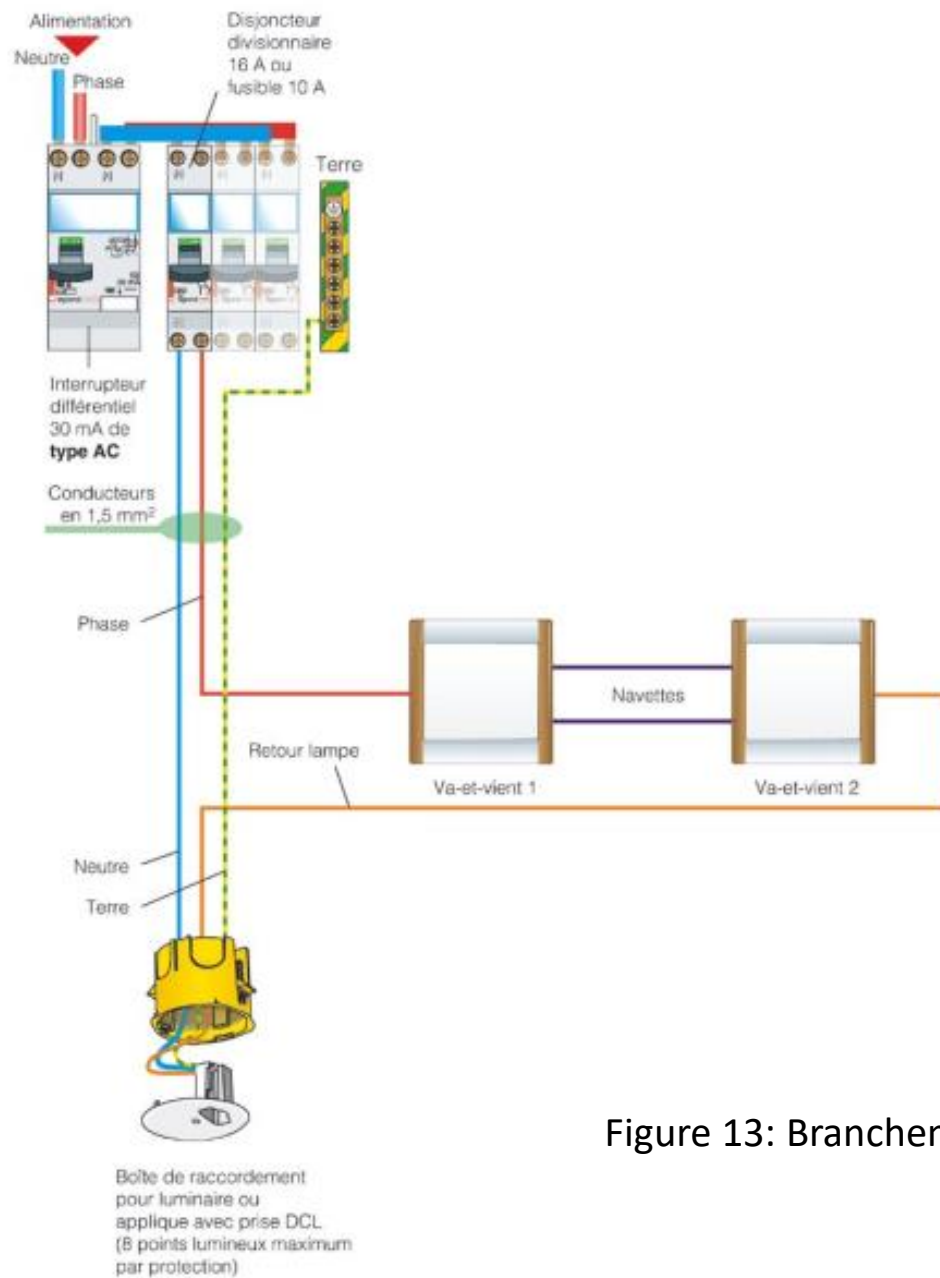 Alimentation
Neutre
Phase
Disjoncteur
divisionnaire
16 A ou
fusible 10 A
Terre
Interrupteur
différentiel
30 mA de
type AC
Conducteurs
en 1,5 mm²
Phase
Navettes
Retour lampe
Va-et-vient 1
Va-et-vient 2
Neutre
Terre
Boîte de raccordement
pour luminaire ou
applique avec prise DCL
(8 points lumineux maximum
par protection)
Figure 13: Brancher